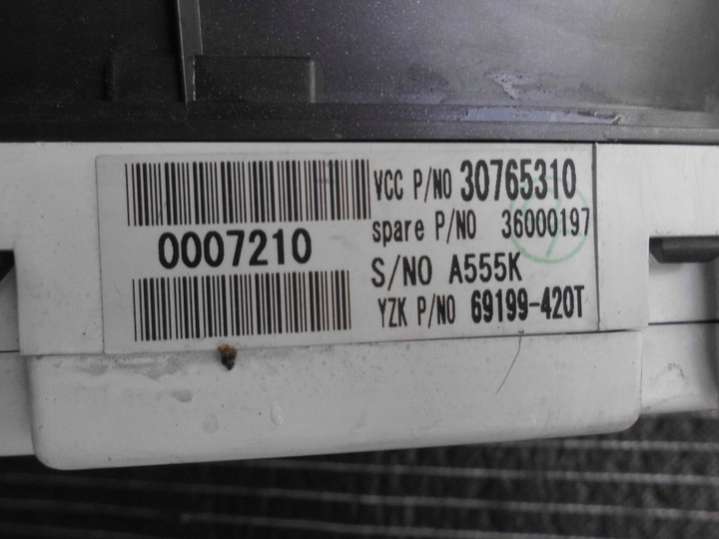 VCC P/NO 30765310
0007210
spare P/NO 36000197
S/NO A555K
YZK P/NO 69199-420T